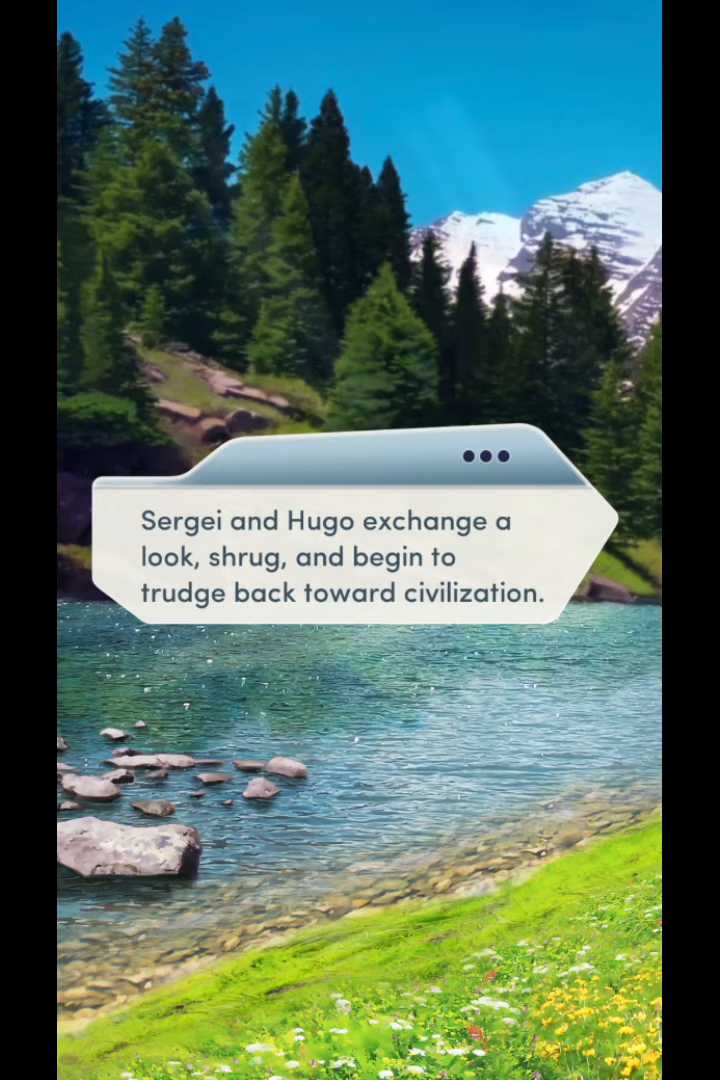 Sergei and Hugo exchange a
look, shrug, and begin to
trudge back toward civilization.